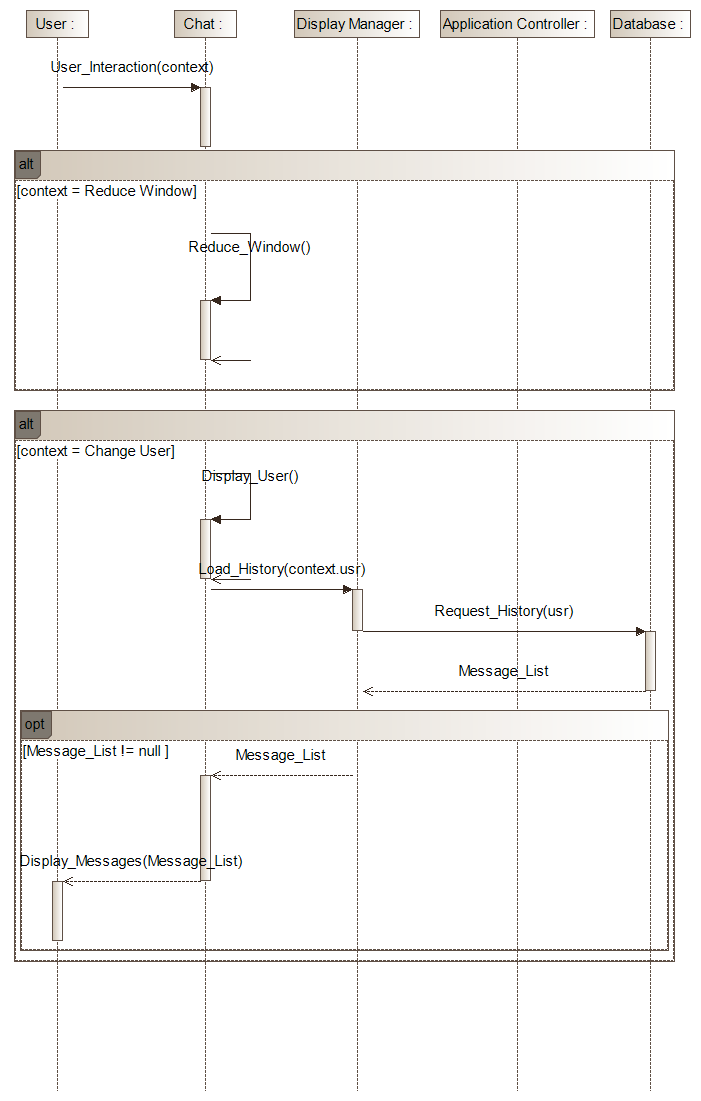 User :
Chat :
Display Manager :
Application Controller :
Database :
User_Interaction(context)
alt
[context = Reduce Window]
Reduce_Window()
alt
[context = Change User]
Display_User()
Load_History(context.usr)
Request_History(usr)
Message_List
opt
[Message_List != null ]
Message_List
Display_Messages(Message_List)